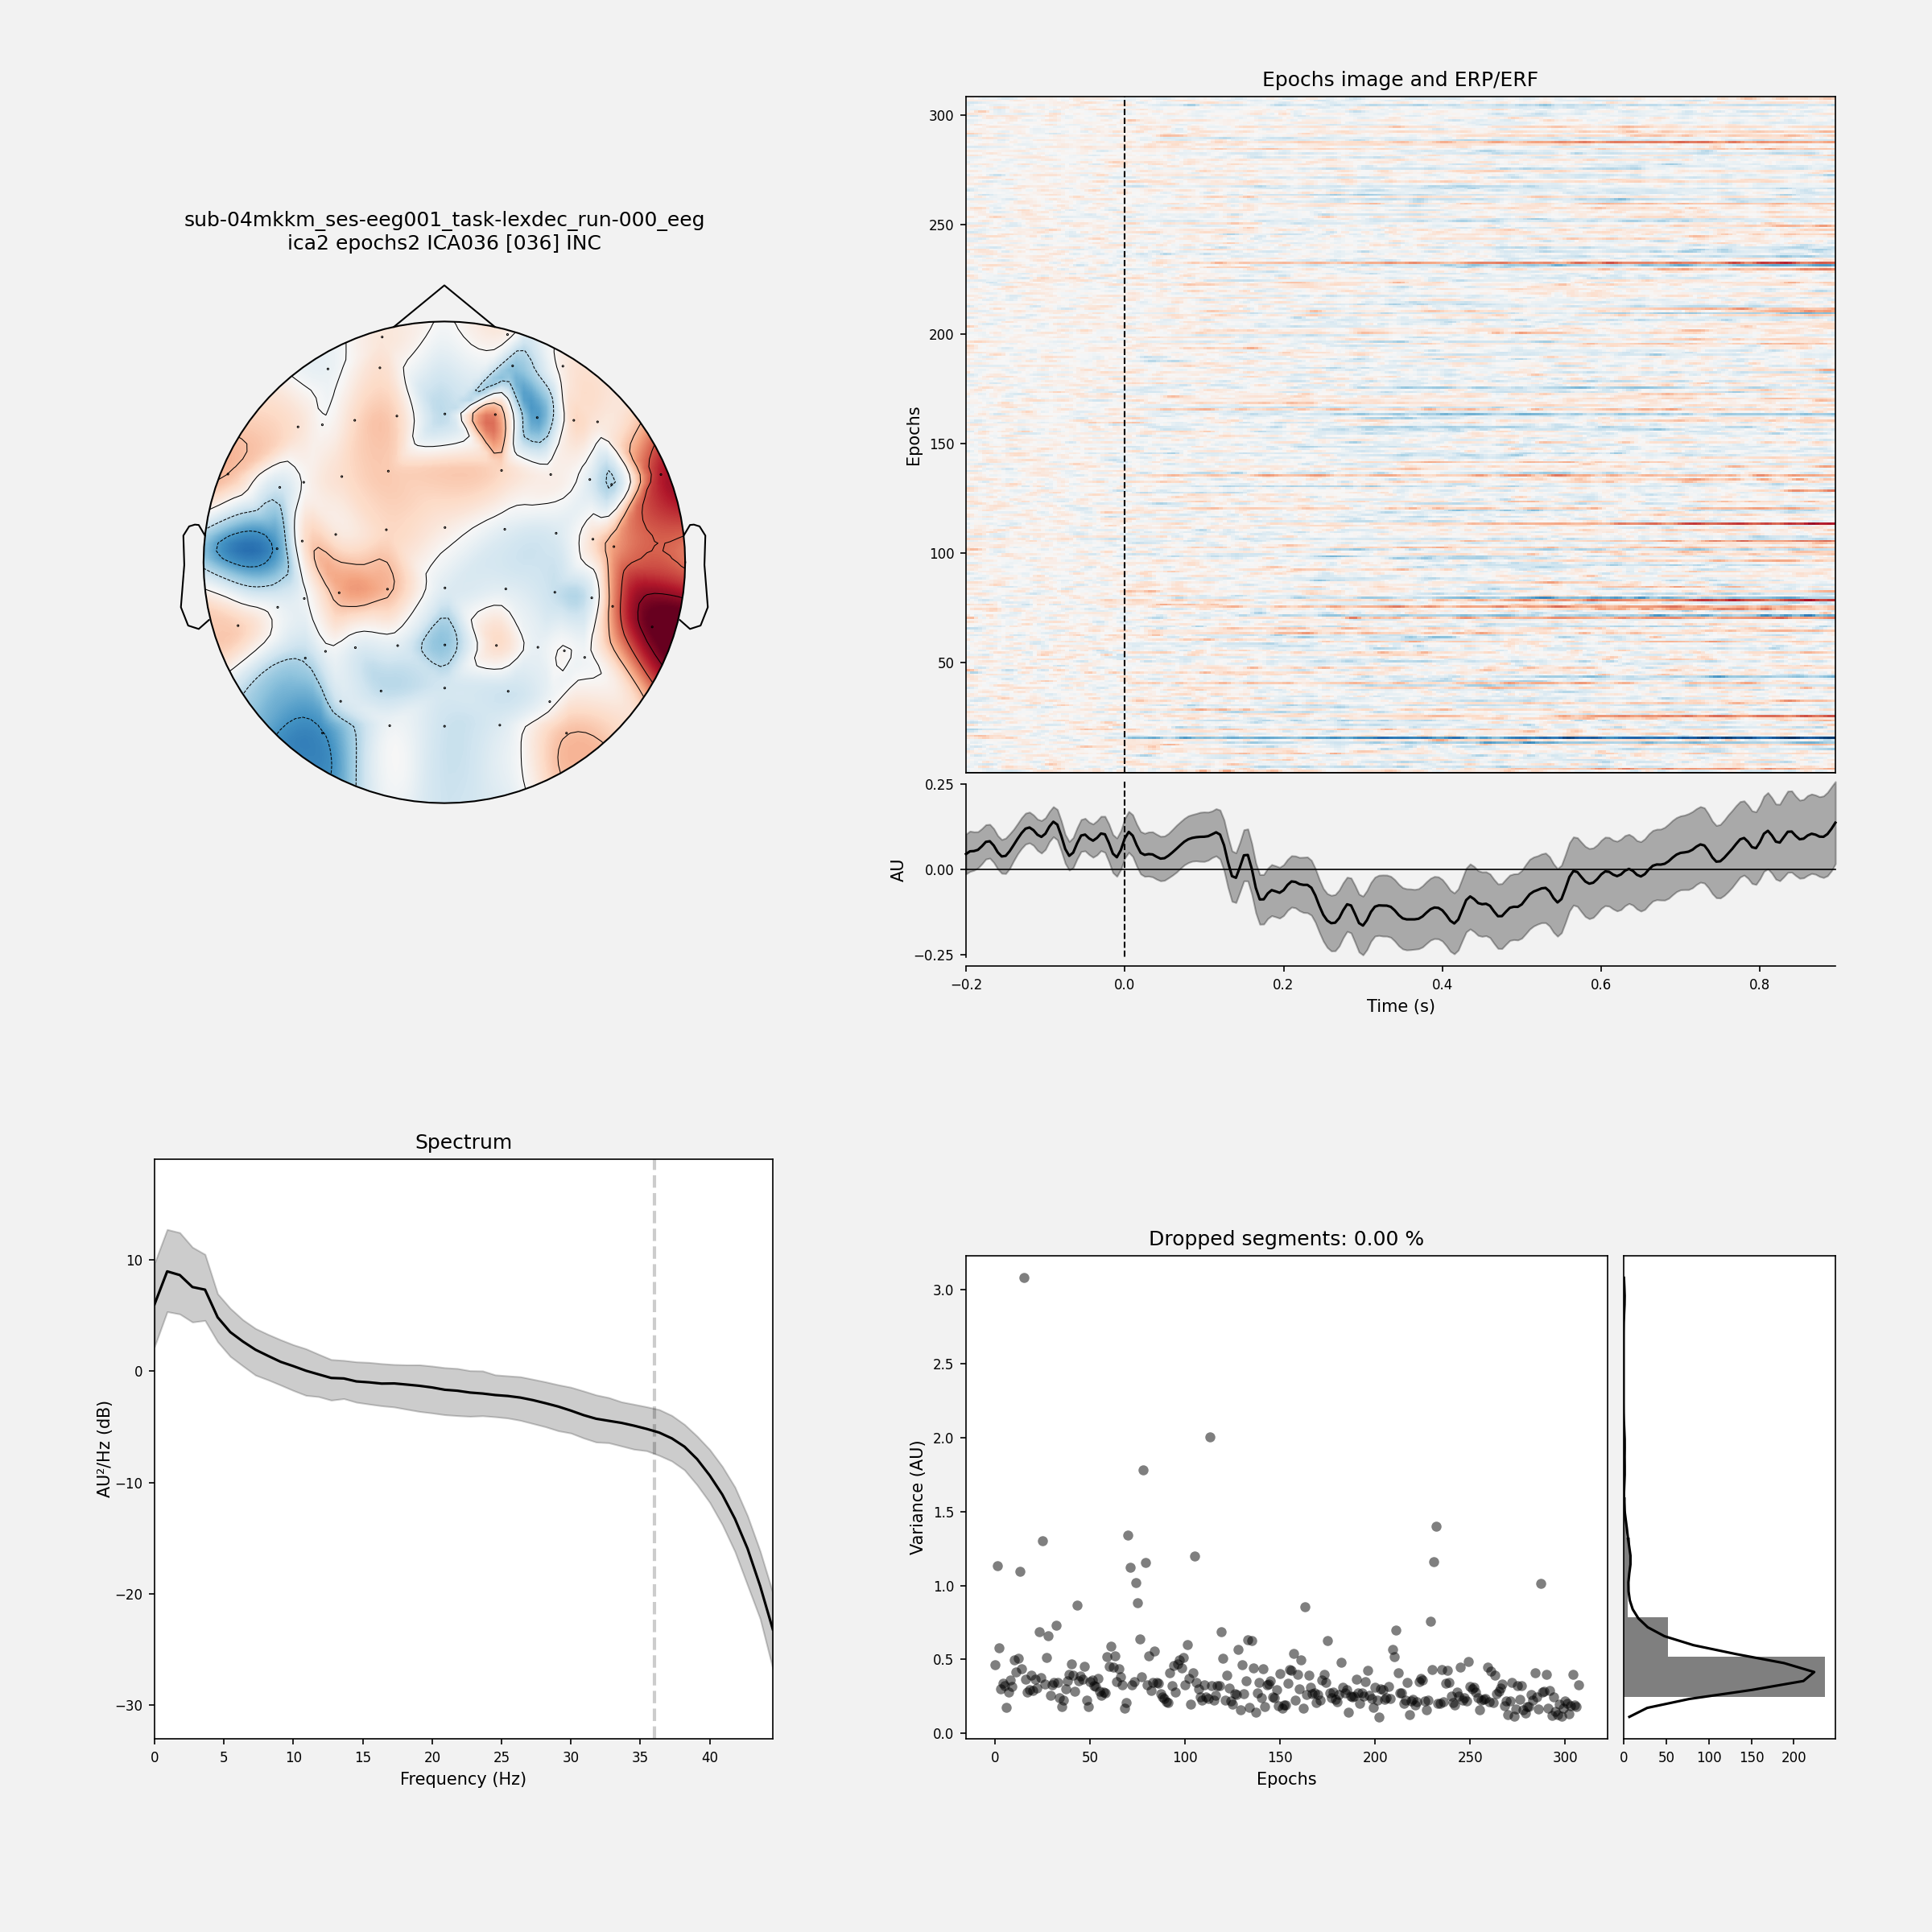 sub-04mkkm_ses-eeg001_task-lexdec_run-000_eeg
ica2 epochs2 ICA036 [036] INC
Epochs image and ERP/ERF
300
250
200
150
100
50
Epochs
0.25
0.00
−0.25
AU
−0.2 0.0 0.2 0.4 0.6 0.8
Time (s)
Spectrum
10
0
−10
−20
−30
AU²/Hz (dB)
0 5 10 15 20 25 30 35 40
Frequency (Hz)
Dropped segments: 0.00 %
3.0
2.5
2.0
1.5
1.0
0.5
0.0
Variance (AU)
0 50 100 150 200 250 300
Epochs
0 50 100 150 200